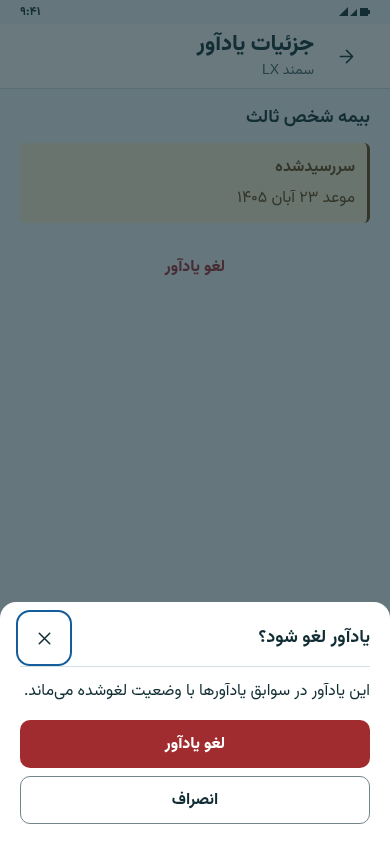 ۹:۴۱
جزئیات یادآور
سمند LX
بیمه شخص ثالث
سررسیدشده
موعد ۲۳ آبان ۱۴۰۵
لغو یادآور
یادآور لغو شود؟
این یادآور در سوابق یادآورها با وضعیت لغوشده می‌ماند.
لغو یادآور
انصراف